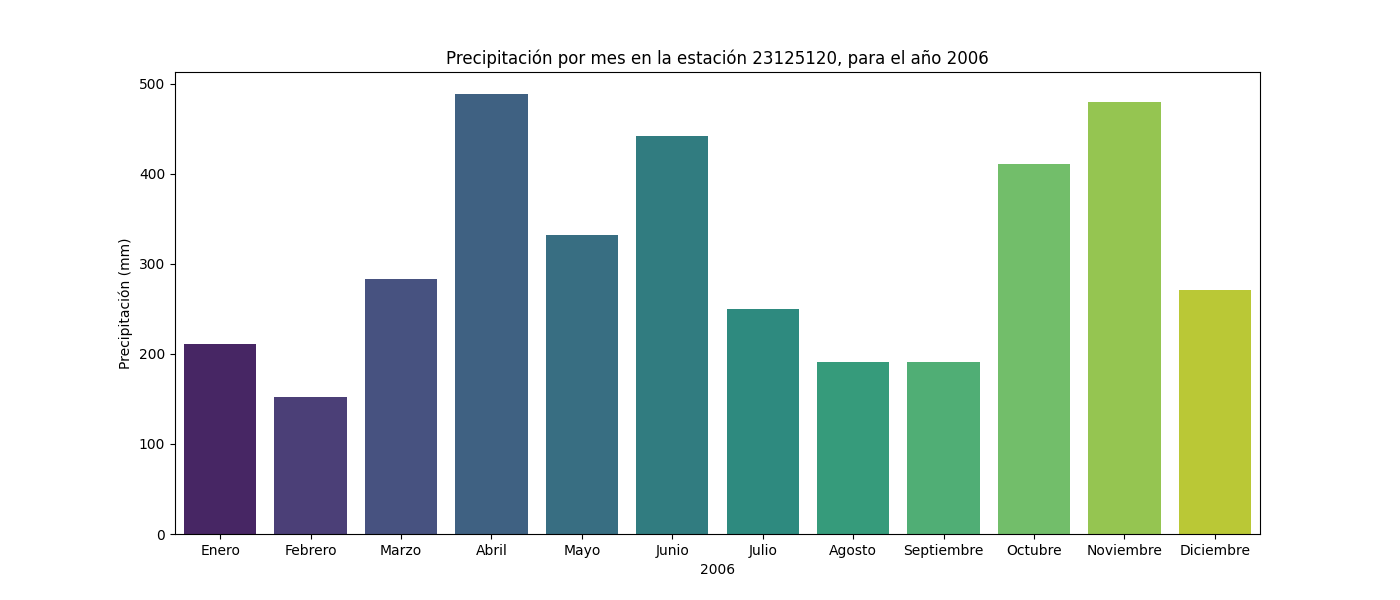 Precipitación por mes en la estación 23125120, para el año 2006
Precipitación (mm)
500
400
300
200
100
0
Enero Febrero Marzo Abril Mayo Junio Julio Agosto Septiembre Octubre Noviembre Diciembre
2006